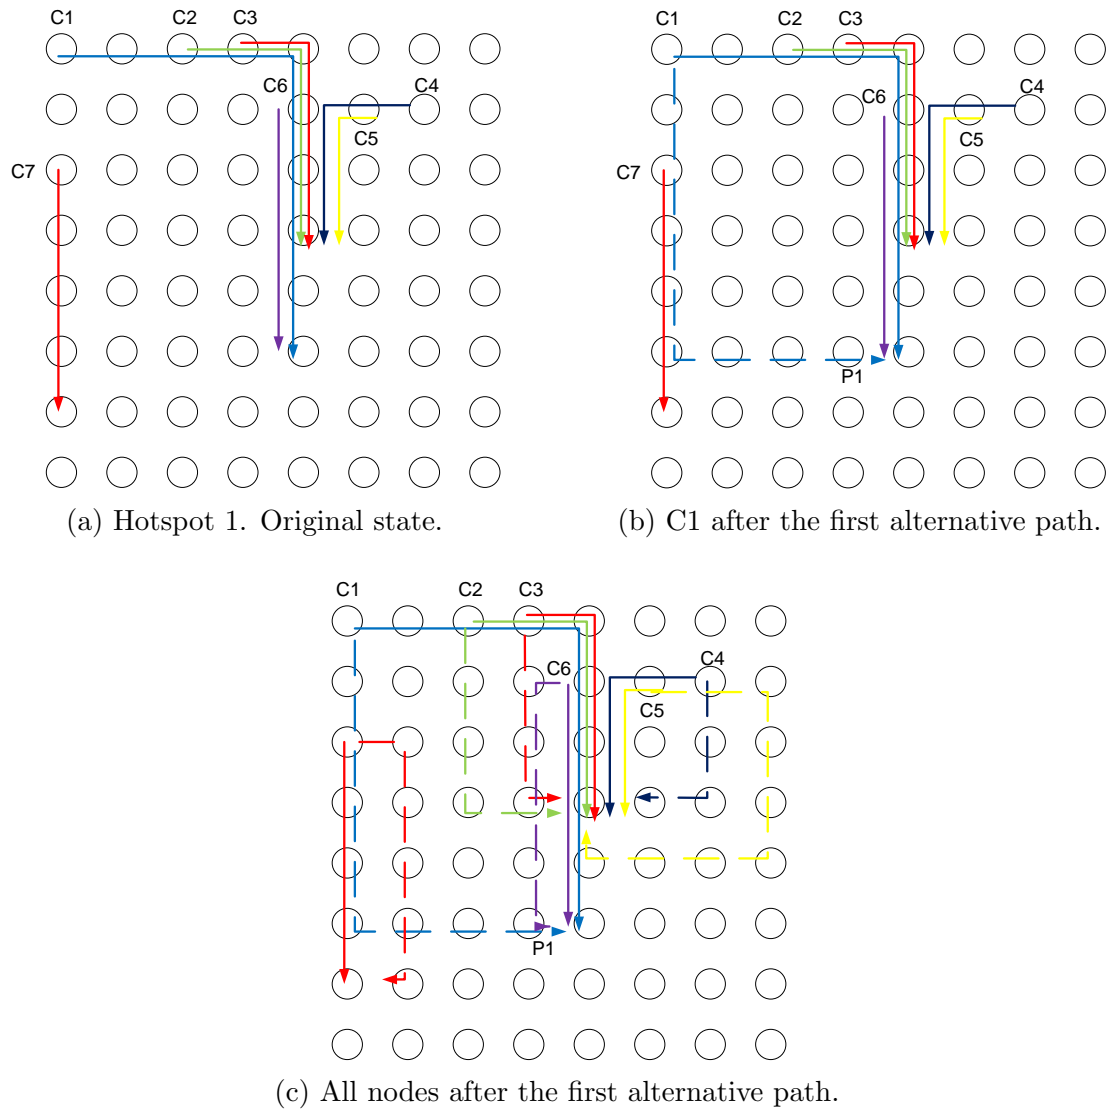 C1 C2 C3
C6 C4
C5
C7
(a) Hotspot 1. Original state.
C1 C2 C3
C6 C4
C5
C7
P1
(b) C1 after the first alternative path.
C1 C2 C3
C6 C4
C5
P1
(c) All nodes after the first alternative path.